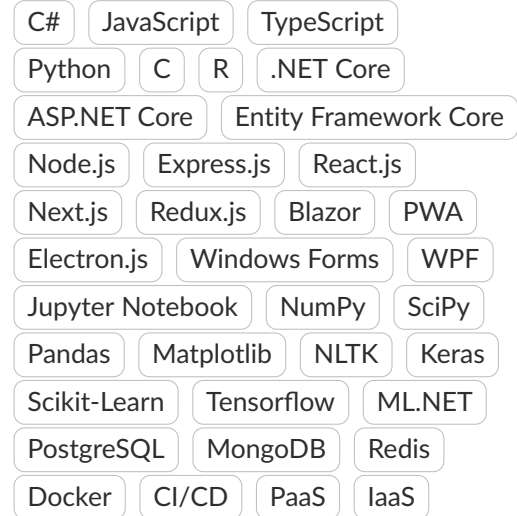 C# JavaScript TypeScript
Python C R .NET Core
ASP.NET Core Entity Framework Core
Node.js Express.js React.js
Next.js Redux.js Blazor PWA
Electron.js Windows Forms WPF
Jupyter Notebook NumPy SciPy
Pandas Matplotlib NLTK Keras
Scikit-Learn Tensorflow ML.NET
PostgreSQL MongoDB Redis
Docker CI/CD PaaS IaaS